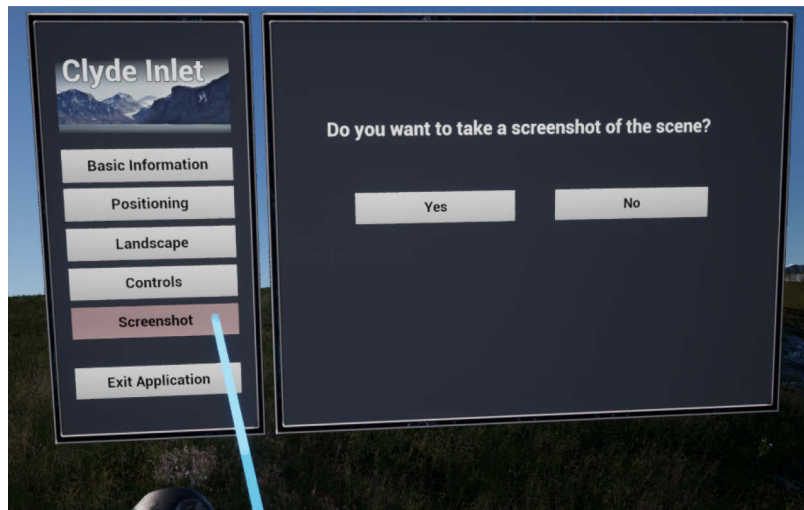 Clyde Inlet
Basic Information
Positioning
Landscape
Controls
Screenshot
Exit Application
Do you want to take a screenshot of the scene?
Yes
No